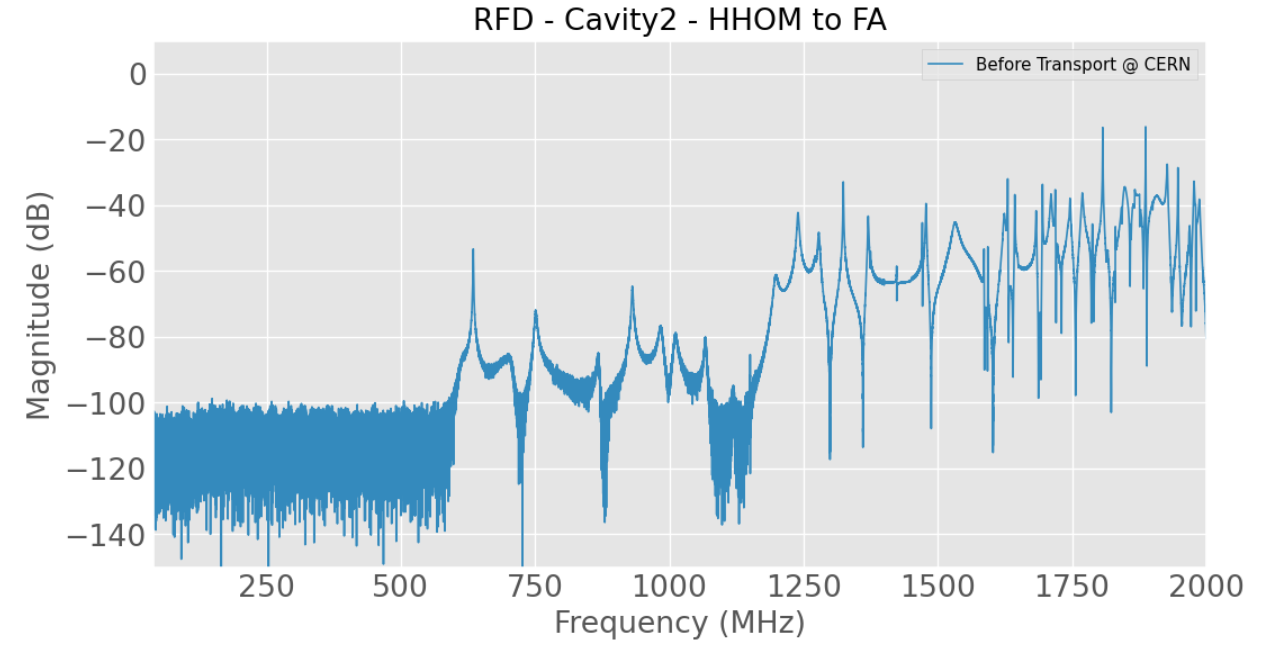 RFD - Cavity2 - HHOM to FA
Before Transport @ CERN
0
−20
−40
−60
−80
−100
−120
−140
Magnitude (dB)
250 500 750 1000 1250 1500 1750 2000
Frequency (MHz)